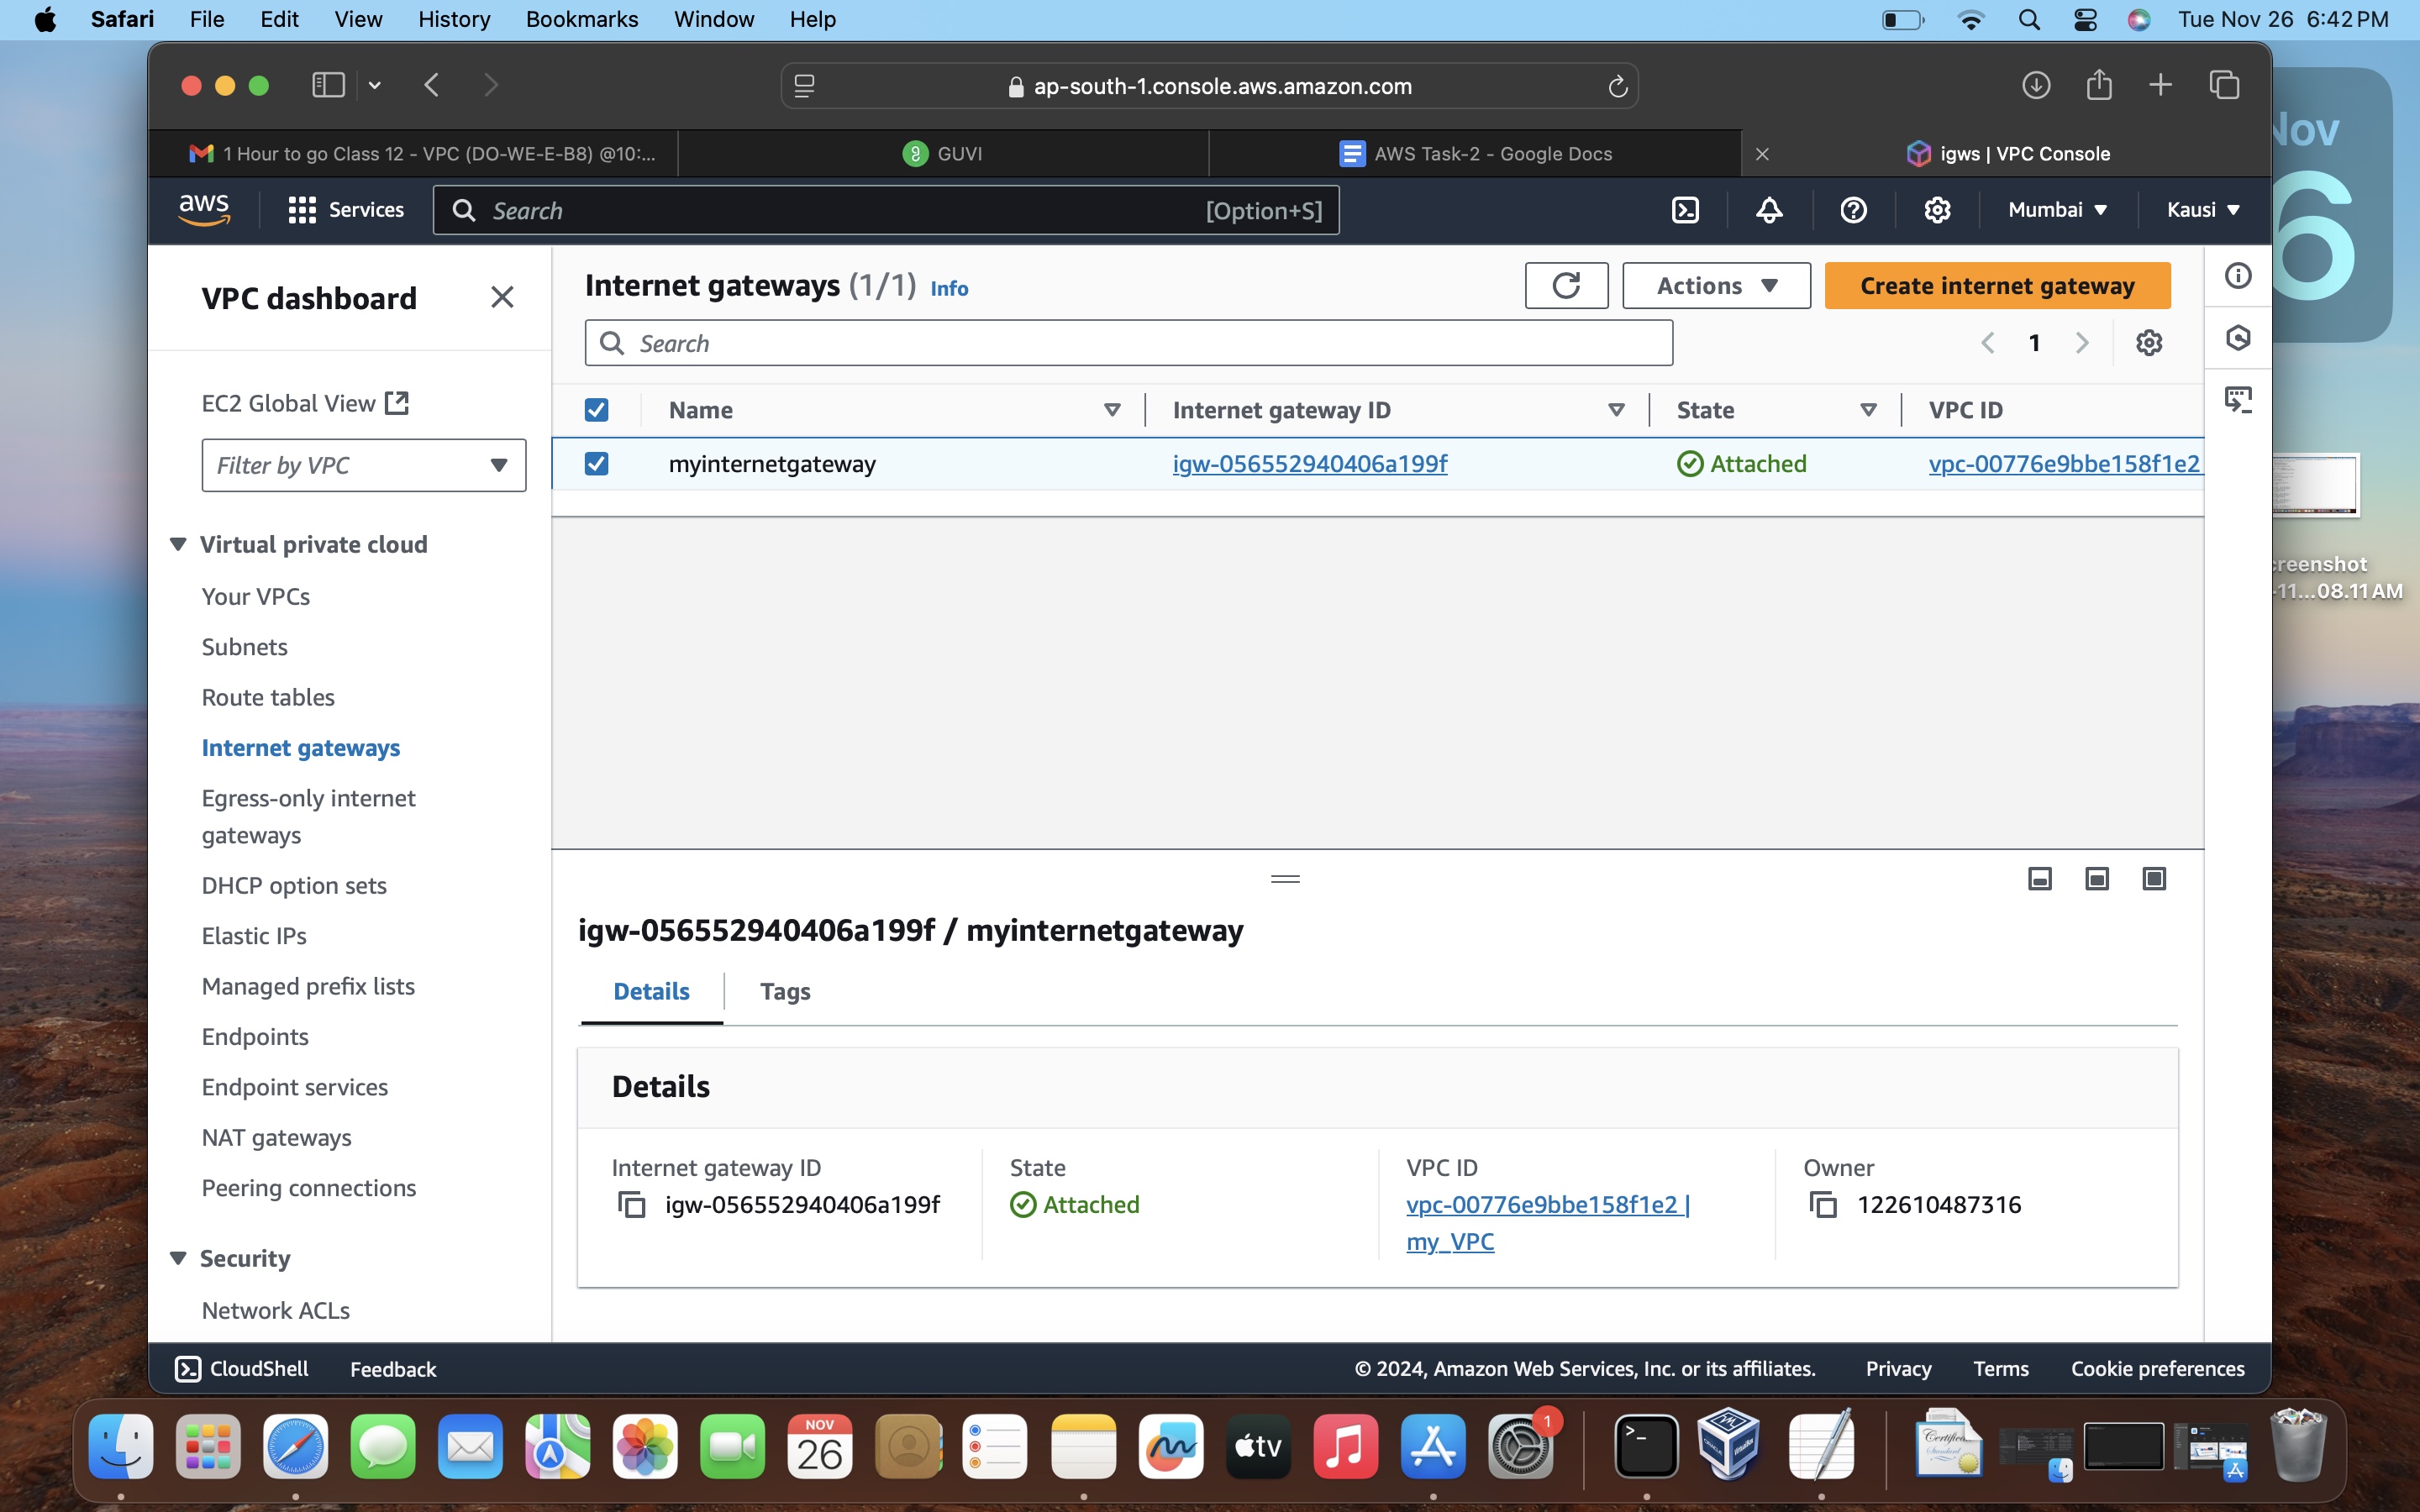 Safari File Edit View History Bookmarks Window Help Tue Nov 26 6:42 PM
ap-south-1.console.aws.amazon.com
1 Hour to go Class 12 - VPC (DO-WE-E-B8) @10:... GUVI AWS Task-2 - Google Docs igws | VPC Console
aws Services Search [Option+S] Mumbai Kausi
Nov
6
VPC dashboard
EC2 Global View
Filter by VPC
Virtual private cloud
Your VPCs
Subnets
Route tables
Internet gateways
Egress-only internet
gateways
DHCP option sets
Elastic IPs
Managed prefix lists
Endpoints
Endpoint services
NAT gateways
Peering connections
Security
Network ACLs
Internet gateways (1/1) Info Actions Create internet gateway
Search 1
Name Internet gateway ID State VPC ID
myinternetgateway igw-056552940406a199f Attached vpc-00776e9bbe158f1e2
igw-056552940406a199f / myinternetgateway
Details Tags
Details
Internet gateway ID State VPC ID Owner
igw-056552940406a199f Attached vpc-00776e9bbe158f1e2 | 122610487316
my_VPC
creenshot
-11...08.11 AM
CloudShell Feedback © 2024, Amazon Web Services, Inc. or its affiliates. Privacy Terms Cookie preferences
NOV
26
tv
1